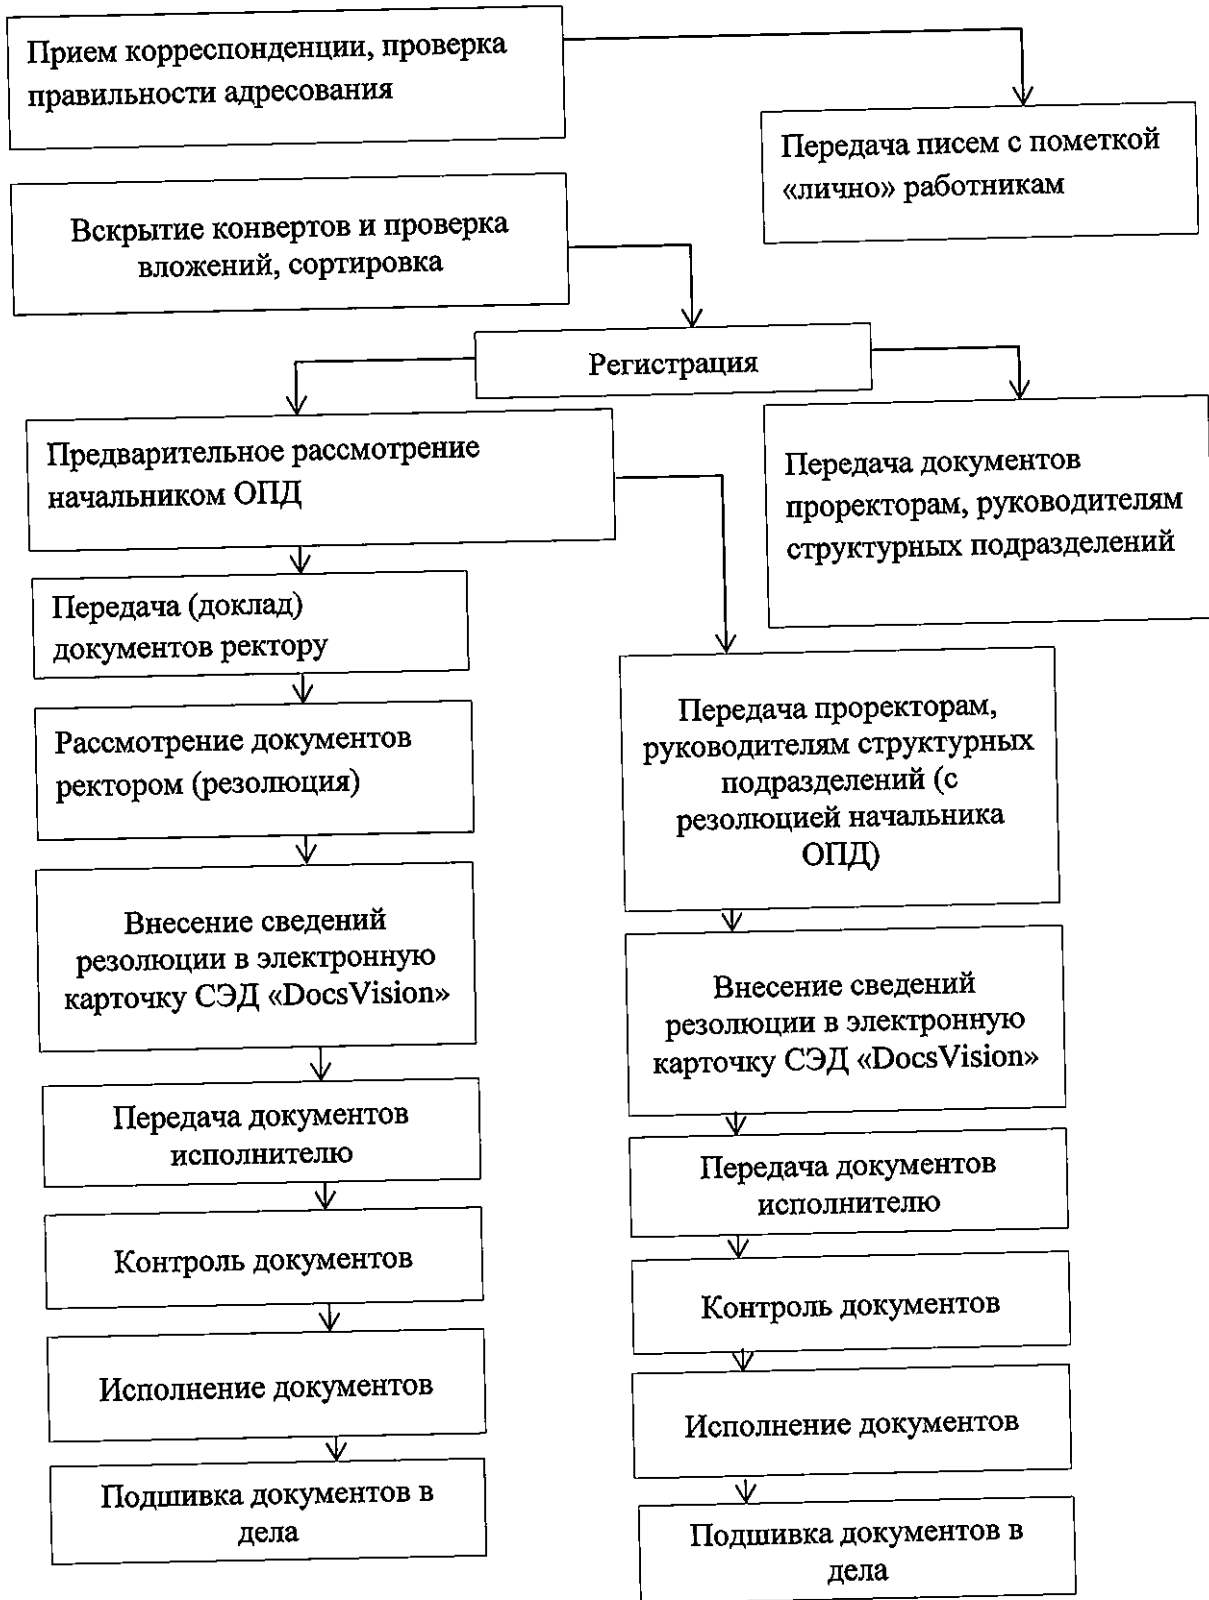 Прием корреспонденции, проверка
правильности адресования
Передача писем с пометкой
«лично» работникам
Вскрытие конвертов и проверка
вложений, сортировка
Регистрация
Предварительное рассмотрение
начальником ОПД
Передача документов
проректорам, руководителям
структурных подразделений
Передача (доклад)
документов ректору
Рассмотрение документов
ректором (резолюция)
Внесение сведений
резолюции в электронную
карточку СЭД «DocsVision»
Передача документов
исполнителю
Контроль документов
Исполнение документов
Подшивка документов в
дела
Передача проректорам,
руководителям структурных
подразделений (с
резолюцией начальника
ОПД)
Внесение сведений
резолюции в электронную
карточку СЭД «DocsVision»
Передача документов
исполнителю
Контроль документов
Исполнение документов
Подшивка документов в
дела